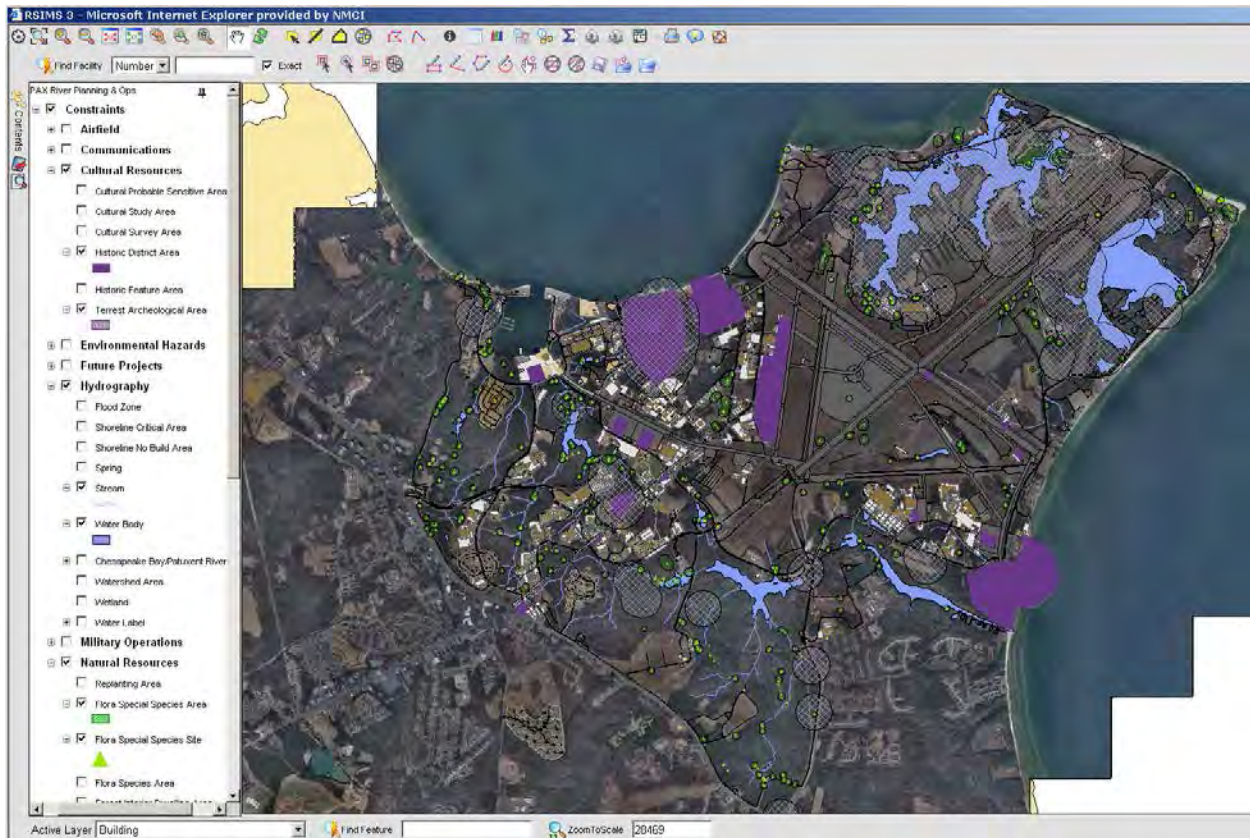 RSIMS 3 - Microsoft Internet Explorer provided by NMCI
Find Facility Number Exact
PAX River Planning & Ops
Contents
Constraints
Airfield
Communications
Cultural Resources
Cultural Probable Sensitive Area
Cultural Study Area
Cultural Survey Area
Historic District Area
Historic Feature Area
Terrest Archeological Area
Environmental Hazards
Future Projects
Hydrography
Flood Zone
Shoreline Critical Area
Shoreline No Build Area
Spring
Stream
Water Body
Chesapeake Bay/Patuxent River
Watershed Area
Wetland
Water Label
Military Operations
Natural Resources
Replanting Area
Flora Special Species Area
Flora Special Species Site
Flora Species Area
Active Layer Building Find Feature ZoomToScale 28469